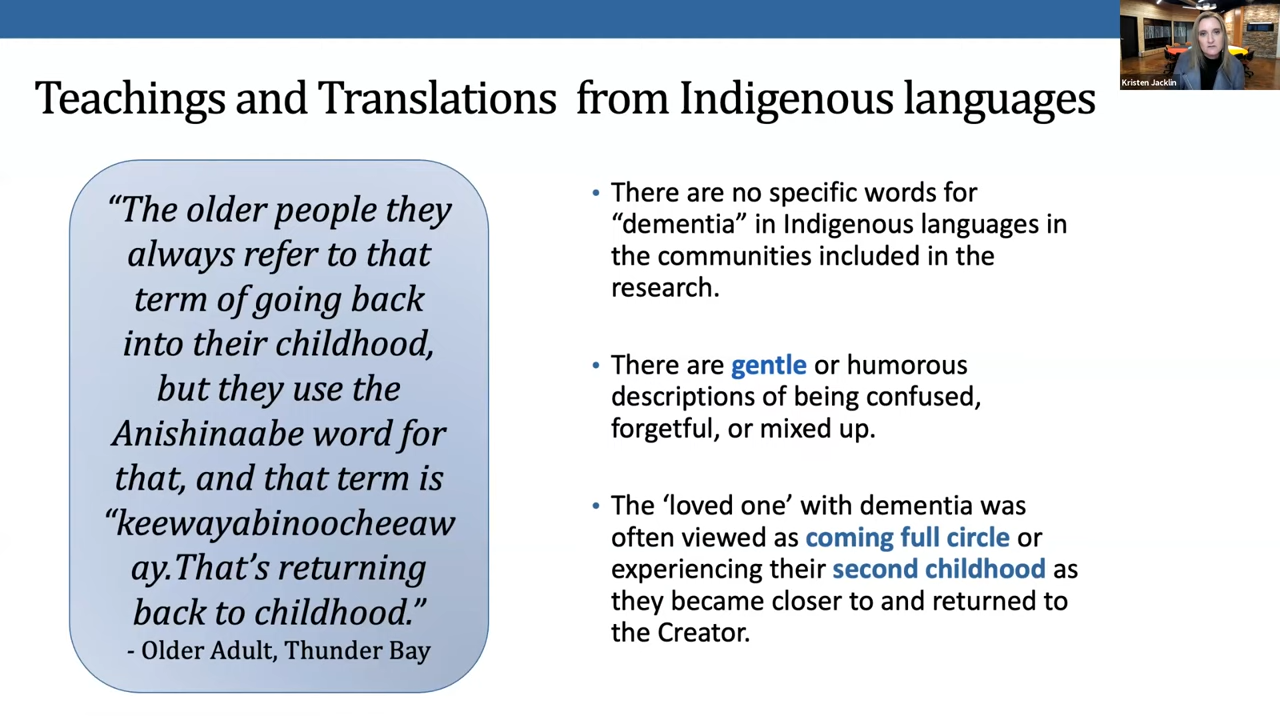 Kristen Jacklin
Teachings and Translations from Indigenous languages
“The older people they
always refer to that
term of going back
into their childhood,
but they use the
Anishinaabe word for
that, and that term is
“keewayabinoocheeaw
ay.That’s returning
back to childhood.”
- Older Adult, Thunder Bay
• There are no specific words for
“dementia” in Indigenous languages in
the communities included in the
research.
• There are gentle or humorous
descriptions of being confused,
forgetful, or mixed up.
• The ‘loved one’ with dementia was
often viewed as coming full circle or
experiencing their second childhood as
they became closer to and returned to
the Creator.